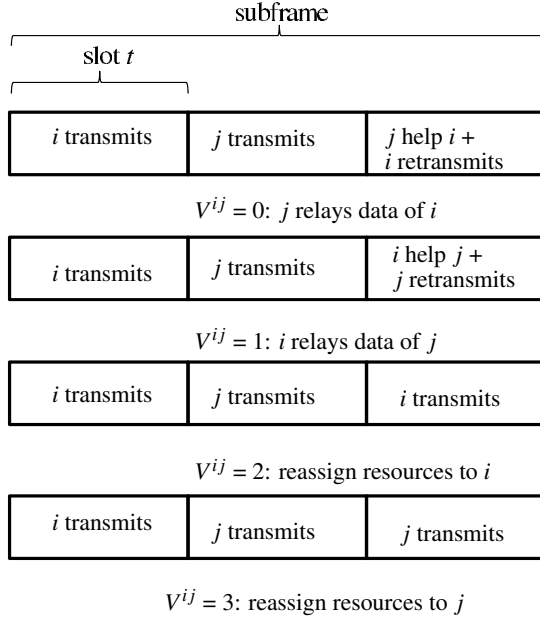 subframe
slot t
i transmits
j transmits
j help i +
i retransmits
V^{ij} = 0: j relays data of i
i transmits
j transmits
i help j +
j retransmits
V^{ij} = 1: i relays data of j
i transmits
j transmits
i transmits
V^{ij} = 2: reassign resources to i
i transmits
j transmits
j transmits
V^{ij} = 3: reassign resources to j